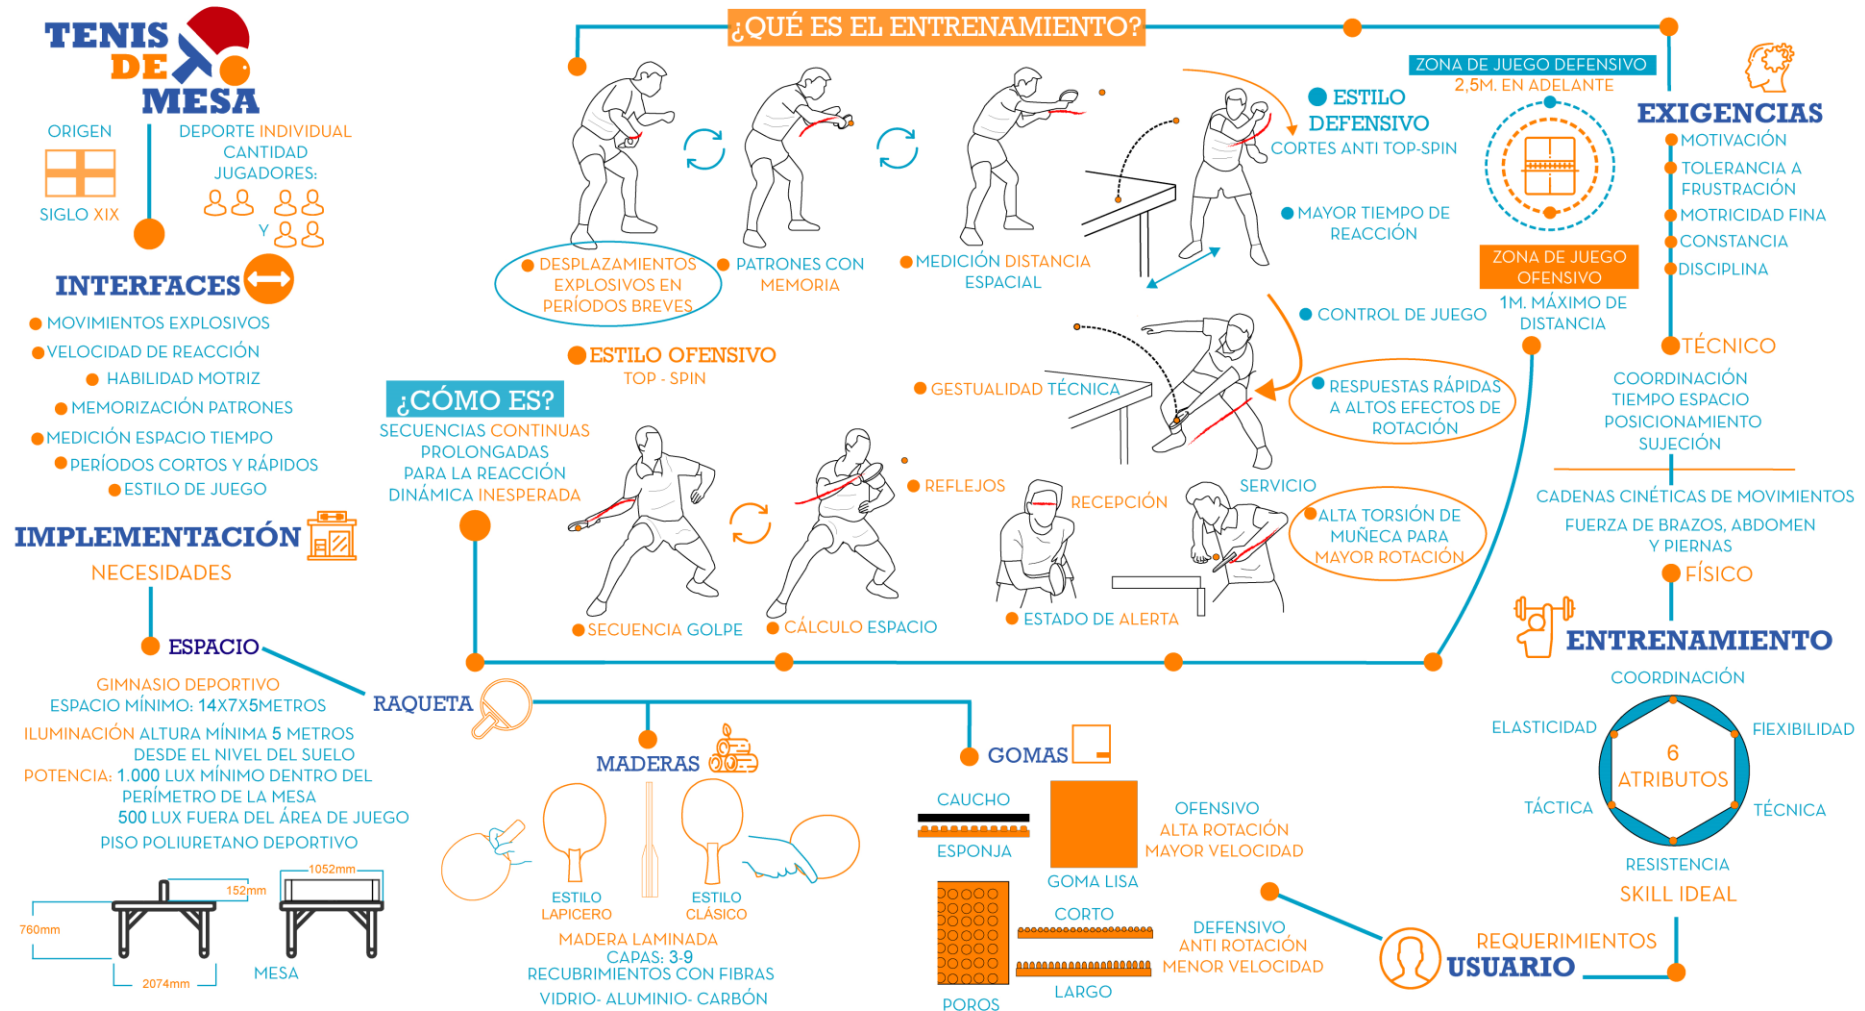 TENIS
DE
MESA
ORIGEN
SIGLO XIX
DEPORTE INDIVIDUAL
CANTIDAD
JUGADORES:
Y
INTERFACES
MOVIMIENTOS EXPLOSIVOS
VELOCIDAD DE REACCIÓN
HABILIDAD MOTRIZ
MEMORIZACIÓN PATRONES
MEDICIÓN ESPACIO TIEMPO
PERÍODOS CORTOS Y RÁPIDOS
ESTILO DE JUEGO
IMPLEMENTACIÓN
NECESIDADES
ESPACIO
GIMNASIO DEPORTIVO
ESPACIO MÍNIMO: 14X7X5METROS
ILUMINACIÓN ALTURA MÍNIMA 5 METROS
DESDE EL NIVEL DEL SUELO
POTENCIA: 1.000 LUX MÍNIMO DENTRO DEL
PERÍMETRO DE LA MESA
500 LUX FUERA DEL ÁREA DE JUEGO
PISO POLIURETANO DEPORTIVO
152mm
1052mm
760mm
2074mm
MESA
¿QUÉ ES EL ENTRENAMIENTO?
DESPLAZAMIENTOS
EXPLOSIVOS EN
PERÍODOS BREVES
PATRONES CON
MEMORIA
MEDICIÓN DISTANCIA
ESPACIAL
ESTILO
DEFENSIVO
CORTES ANTI TOP-SPIN
MAYOR TIEMPO DE
REACCIÓN
CONTROL DE JUEGO
RESPUESTAS RÁPIDAS
A ALTOS EFECTOS DE
ROTACIÓN
ESTILO OFENSIVO
TOP - SPIN
GESTUALIDAD TÉCNICA
¿CÓMO ES?
SECUENCIAS CONTINUAS
PROLONGADAS
PARA LA REACCIÓN
DINÁMICA INESPERADA
REFLEJOS
RECEPCIÓN
SERVICIO
ALTA TORSIÓN DE
MUÑECA PARA
MAYOR ROTACIÓN
SECUENCIA GOLPE
CÁLCULO ESPACIO
ESTADO DE ALERTA
ZONA DE JUEGO DEFENSIVO
2,5M. EN ADELANTE
ZONA DE JUEGO
OFENSIVO
1M. MÁXIMO DE
DISTANCIA
EXIGENCIAS
MOTIVACIÓN
TOLERANCIA A
FRUSTRACIÓN
MOTRICIDAD FINA
CONSTANCIA
DISCIPLINA
TÉCNICO
COORDINACIÓN
TIEMPO ESPACIO
POSICIONAMIENTO
SUJECIÓN
CADENAS CINÉTICAS DE MOVIMIENTOS
FUERZA DE BRAZOS, ABDOMEN
Y PIERNAS
FÍSICO
ENTRENAMIENTO
COORDINACIÓN
ELASTICIDAD
FlEXIBILIDAD
6
ATRIBUTOS
TÁCTICA
TÉCNICA
RESISTENCIA
SKILL IDEAL
REQUERIMIENTOS
USUARIO
RAQUETA
MADERAS
ESTILO
LAPICERO
ESTILO
CLÁSICO
MADERA LAMINADA
CAPAS: 3-9
RECUBRIMIENTOS CON FIBRAS
VIDRIO- ALUMINIO- CARBÓN
GOMAS
CAUCHO
ESPONJA
GOMA LISA
OFENSIVO
ALTA ROTACIÓN
MAYOR VELOCIDAD
POROS
CORTO
LARGO
DEFENSIVO
ANTI ROTACIÓN
MENOR VELOCIDAD